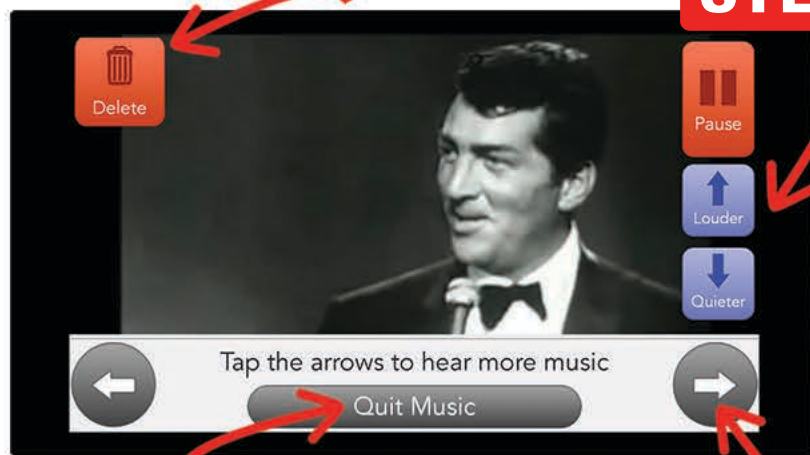 Delete
Pause
Louder
Quieter
Tap the arrows to hear more music
Quit Music